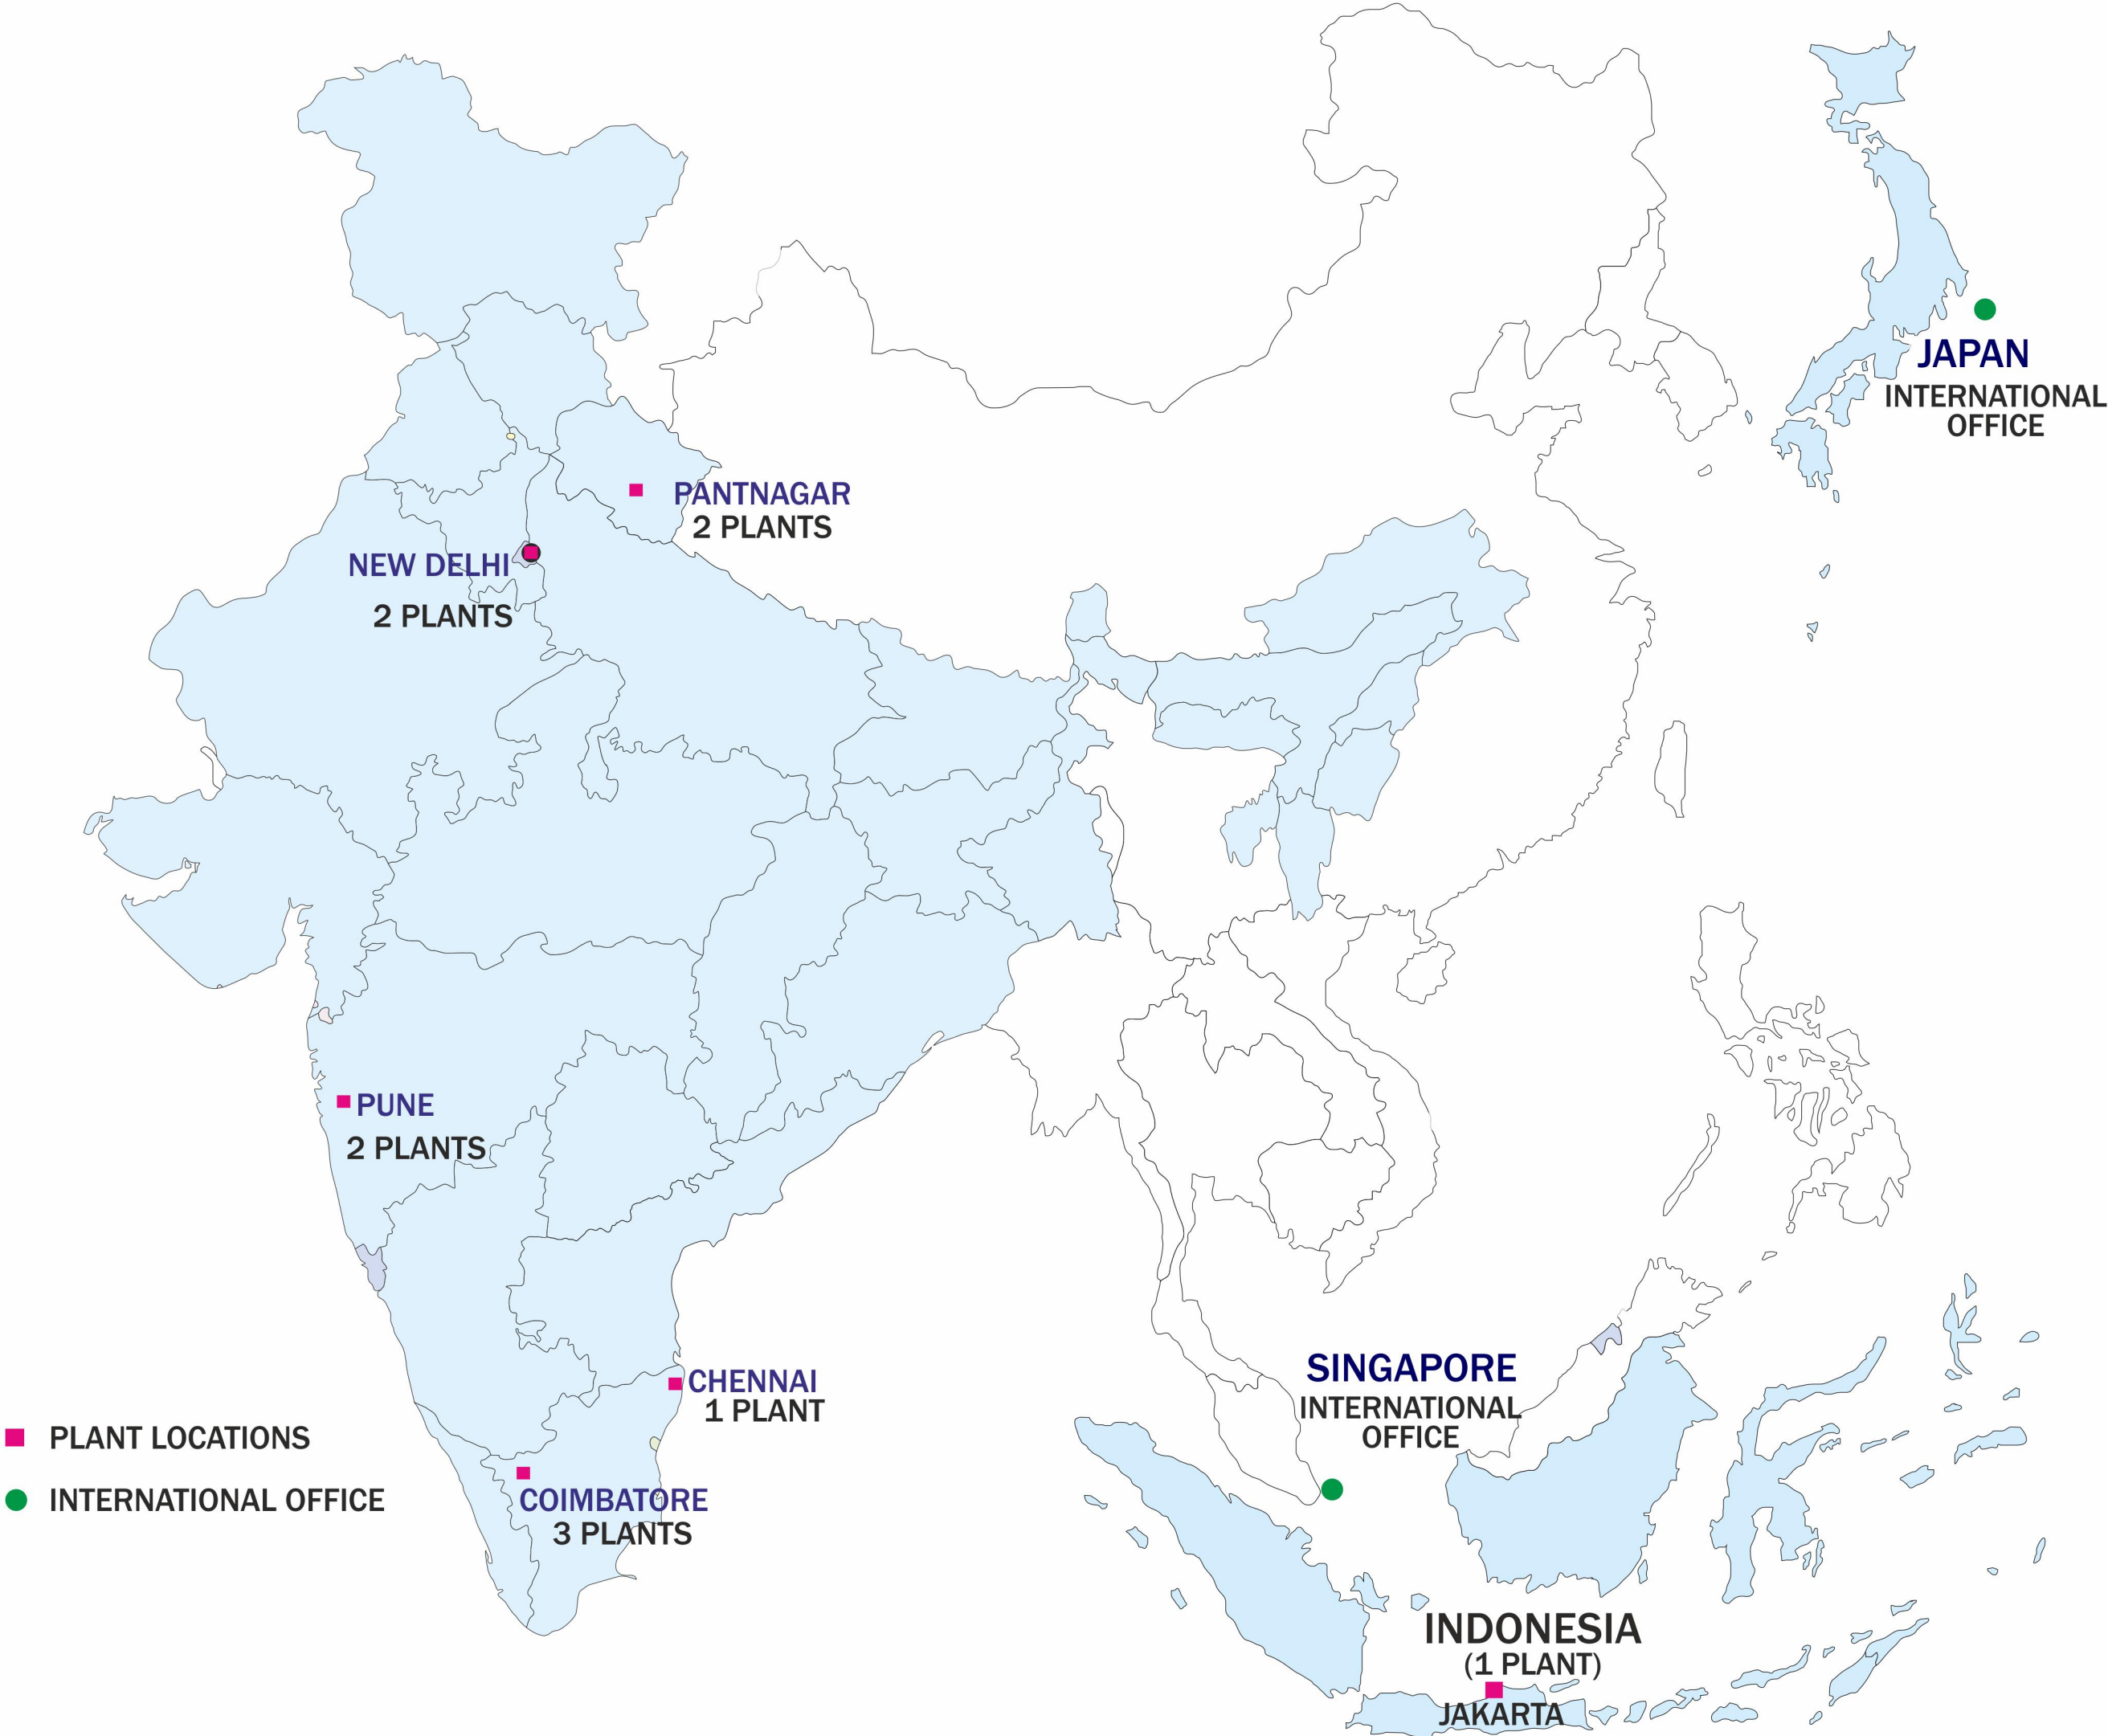 JAPAN
INTERNATIONAL
OFFICE
PANTNAGAR
2 PLANTS
NEW DELHI
2 PLANTS
PUNE
2 PLANTS
CHENNAI
1 PLANT
SINGAPORE
INTERNATIONAL
OFFICE
PLANT LOCATIONS
INTERNATIONAL OFFICE
COIMBATORE
3 PLANTS
INDONESIA
(1 PLANT)
JAKARTA